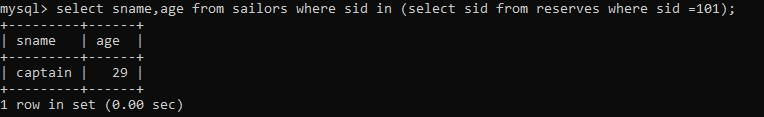 mysql> select sname,age from sailors where sid in (select sid from reserves where sid =101);
+---------+------+
| sname   | age  |
+---------+------+
| captain |   29 |
+---------+------+
1 row in set (0.00 sec)